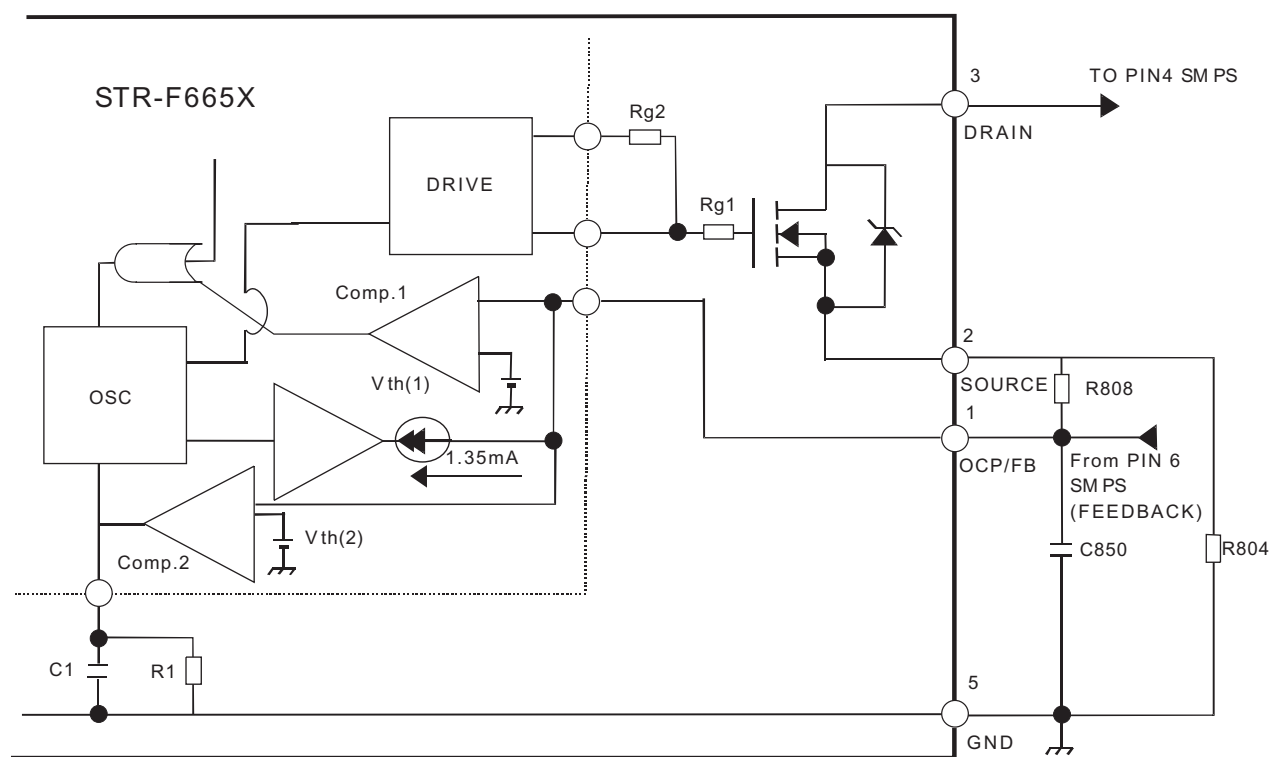 3
TO PIN4 SMPS
STR-F665X
Rg2
DRAIN
DRIVE
Rg1
Comp.1
2
Vth(1)
SOURCE
R808
OSC
1
1.35mA
OCP/FB
From PIN 6
SMPS
(FEEDBACK)
Vth(2)
C850
R804
Comp.2
C1
R1
5
GND